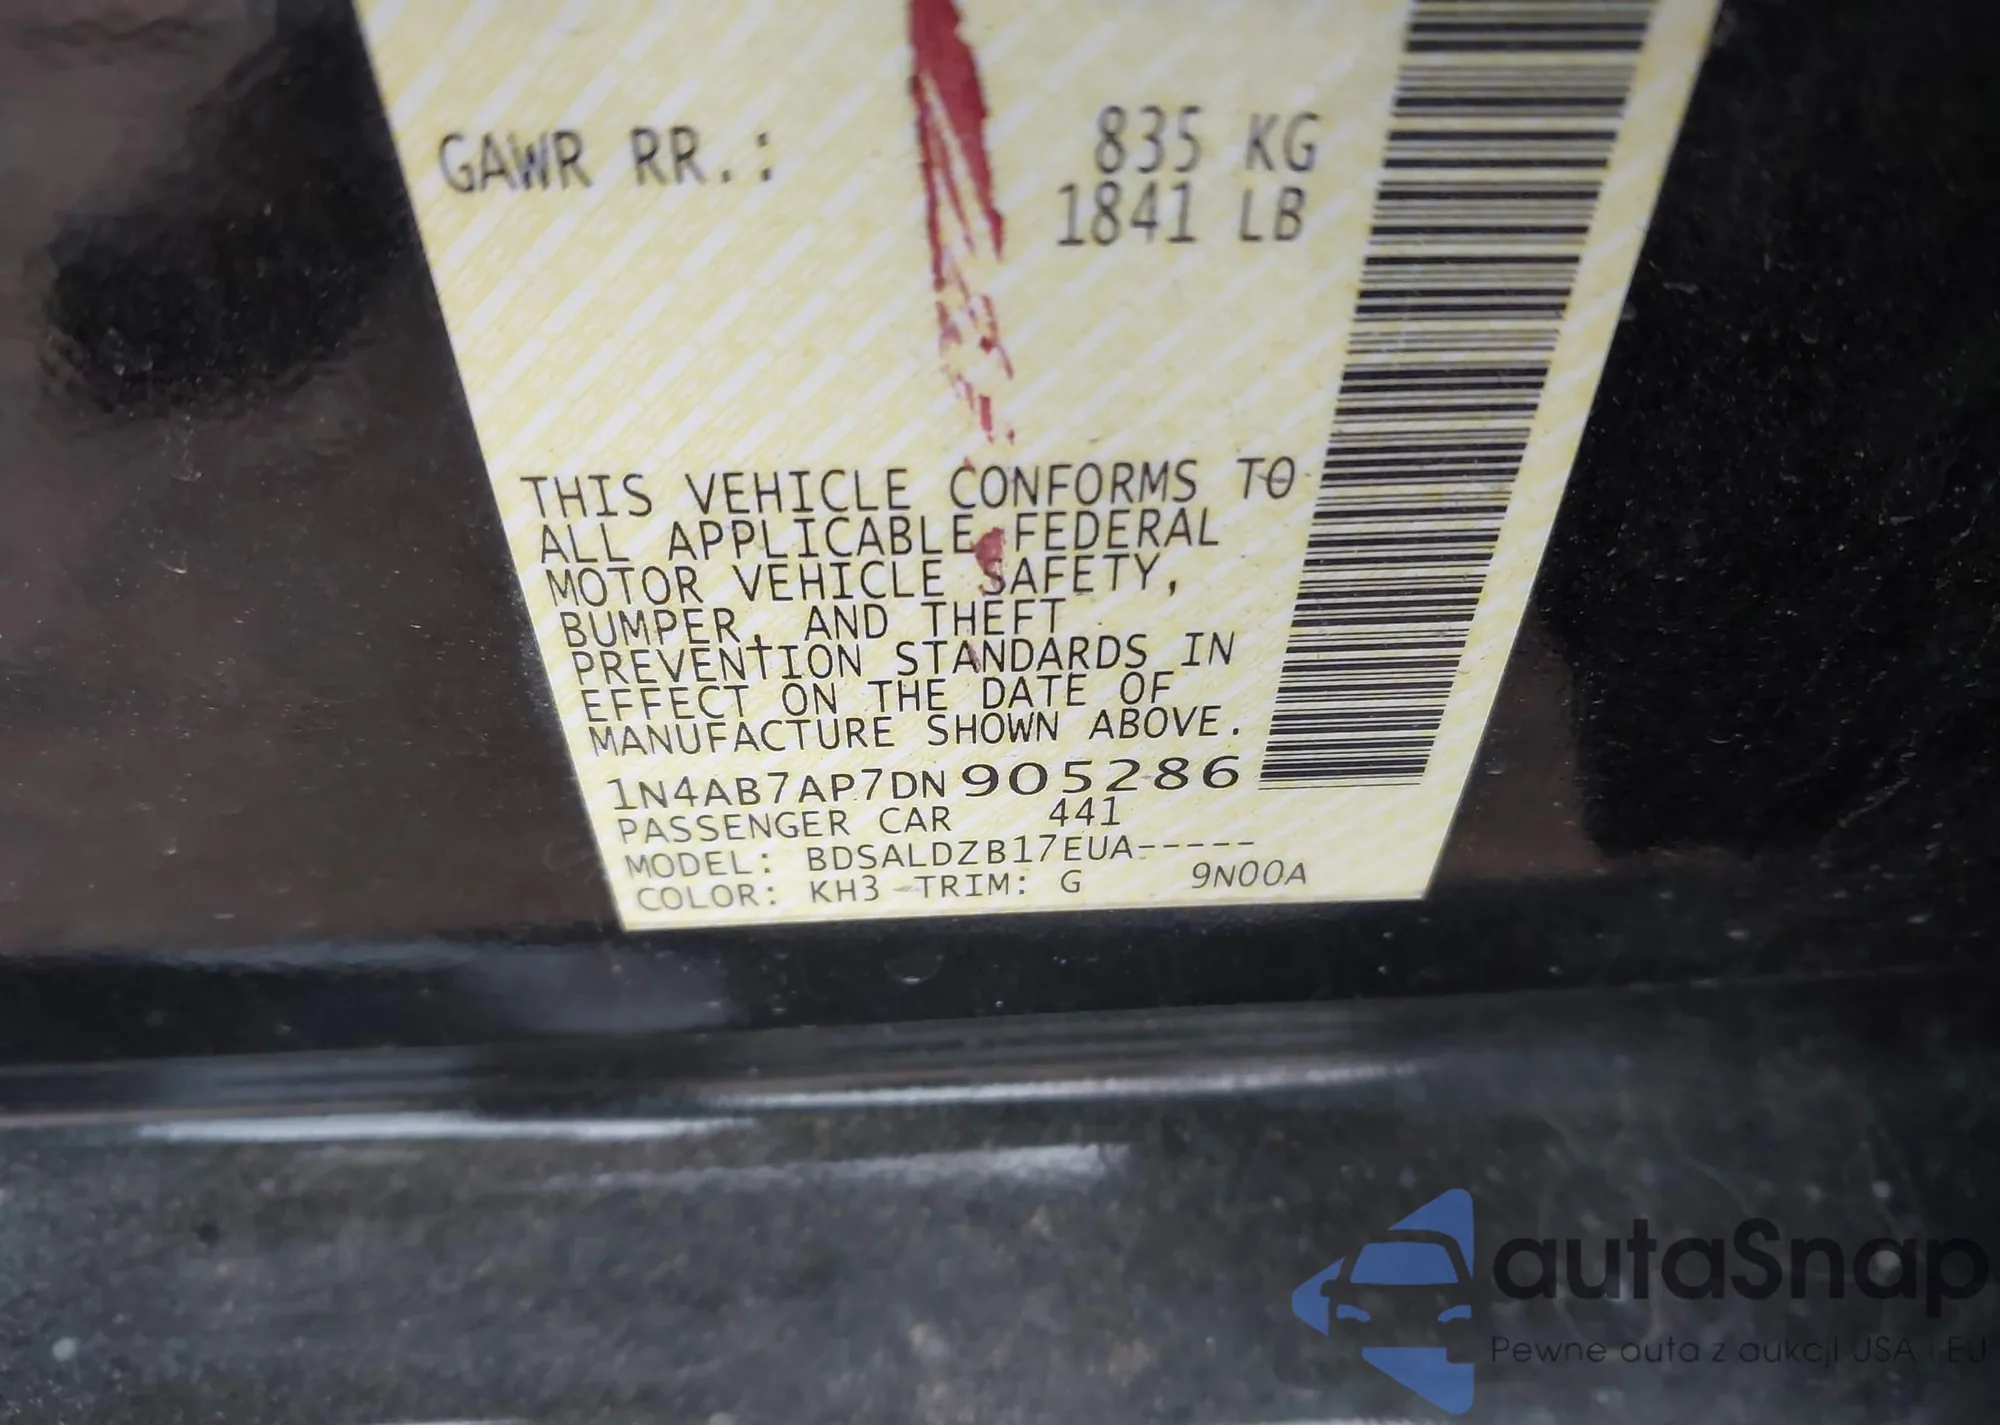 GAWR RR.: 835 KG
1841 LB
THIS VEHICLE CONFORMS TO
ALL APPLICABLE FEDERAL
MOTOR VEHICLE SAFETY,
BUMPER, AND THEFT
PREVENTION STANDARDS IN
EFFECT ON THE DATE OF
MANUFACTURE SHOWN ABOVE.
1N4AB7AP7DN905286
PASSENGER CAR 441
MODEL: BDSALDZB17EUA-----
COLOR: KH3 TRIM: G 9N00A
autaSnap
Pewne auta z aukcji USA i EU